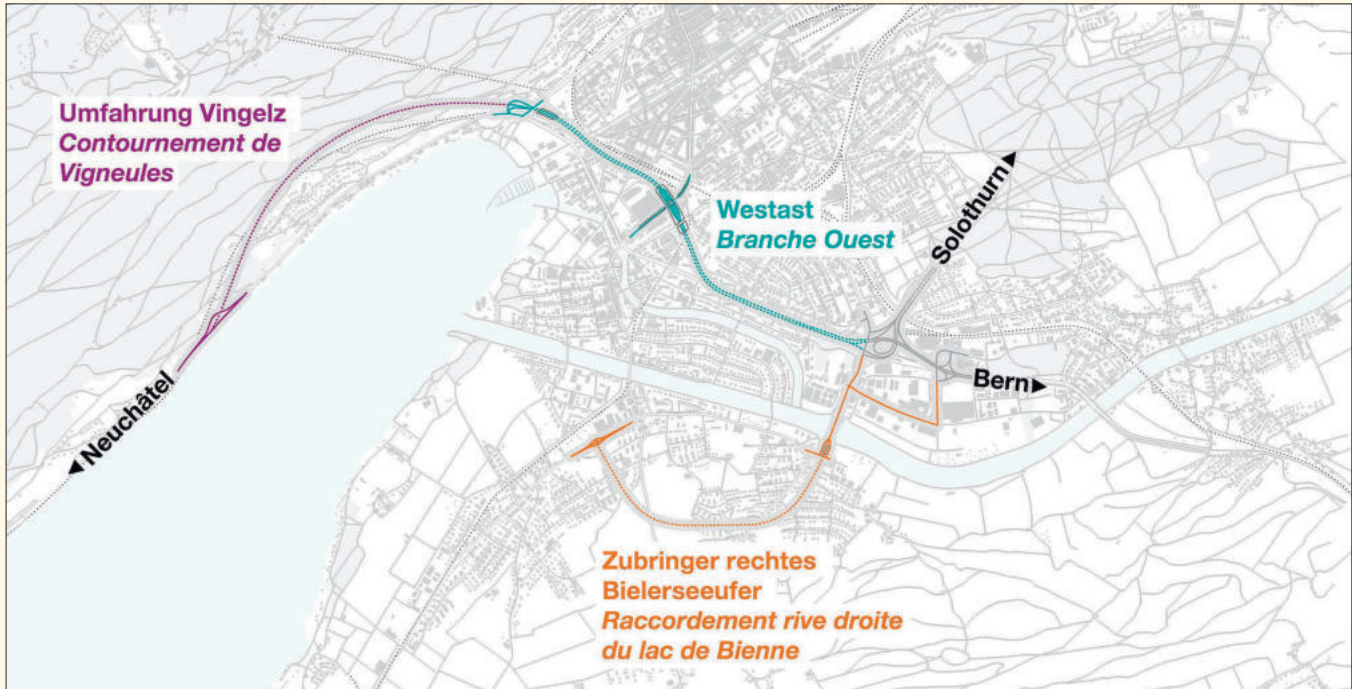 Umfahrung Vingelz
Contournement de
Vigneules
Westast
Branche Ouest
Solothurn
Bern
Neuchâtel
Zubringer rechtes
Bielerseeufer
Raccordement rive droite
du lac de Bienne